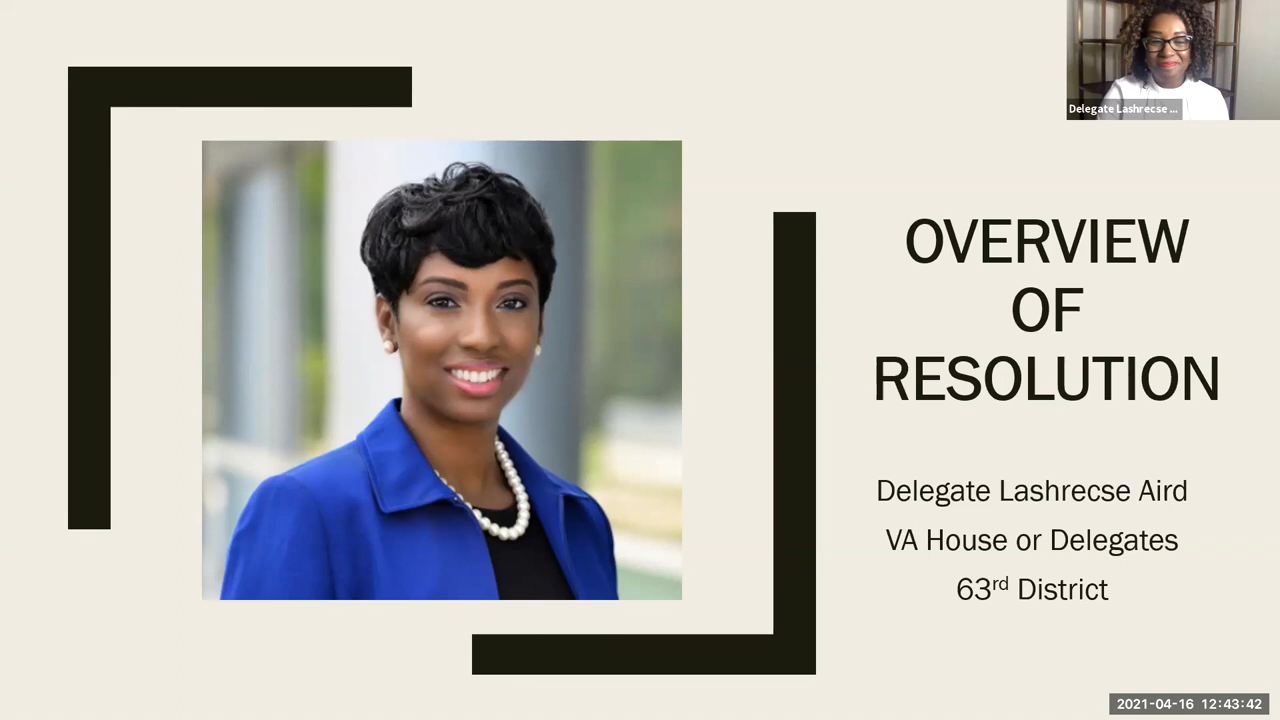 Delegate Lashrecse ...
OVERVIEW
OF
RESOLUTION
Delegate Lashrecse Aird
VA House or Delegates
63rd District
2021-04-16 12:43:42